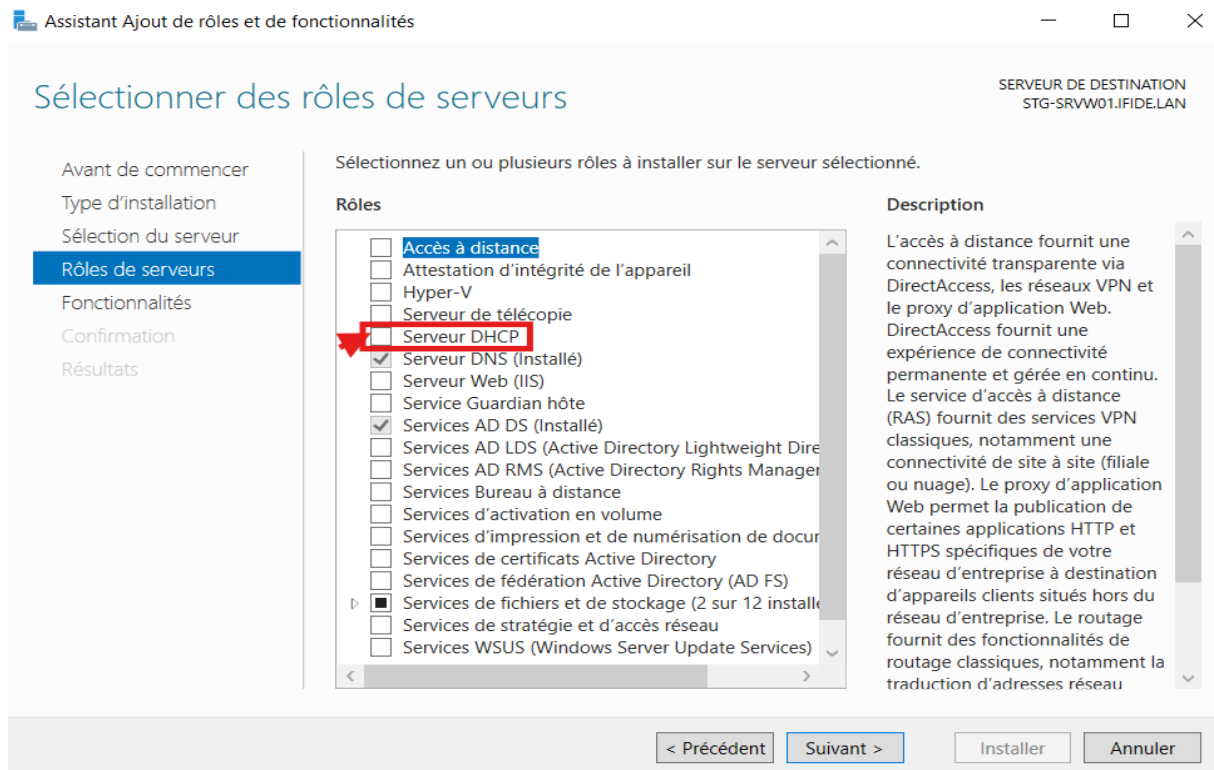 Assistant Ajout de rôles et de fonctionnalités
Sélectionner des rôles de serveurs
SERVEUR DE DESTINATION
STG-SRVW01.IFIDE.LAN
Avant de commencer
Type d'installation
Sélection du serveur
Rôles de serveurs
Fonctionnalités
Confirmation
Résultats
Sélectionnez un ou plusieurs rôles à installer sur le serveur sélectionné.
Rôles
Accès à distance
Attestation d'intégrité de l'appareil
Hyper-V
Serveur de télécopie
Serveur DHCP
Serveur DNS (Installé)
Serveur Web (IIS)
Service Guardian hôte
Services AD DS (Installé)
Services AD LDS (Active Directory Lightweight Dire
Services AD RMS (Active Directory Rights Manager
Services Bureau à distance
Services d'activation en volume
Services d'impression et de numérisation de docur
Services de certificats Active Directory
Services de fédération Active Directory (AD FS)
Services de fichiers et de stockage (2 sur 12 installé
Services de stratégie et d'accès réseau
Services WSUS (Windows Server Update Services)
Description
L'accès à distance fournit une
connectivité transparente via
DirectAccess, les réseaux VPN et
le proxy d'application Web.
DirectAccess fournit une
expérience de connectivité
permanente et gérée en continu.
Le service d'accès à distance
(RAS) fournit des services VPN
classiques, notamment une
connectivité de site à site (filiale
ou nuage). Le proxy d'application
Web permet la publication de
certaines applications HTTP et
HTTPS spécifiques de votre
réseau d'entreprise à destination
d'appareils clients situés hors du
réseau d'entreprise. Le routage
fournit des fonctionnalités de
routage classiques, notamment la
traduction d'adresses réseau
< Précédent
Suivant >
Installer
Annuler